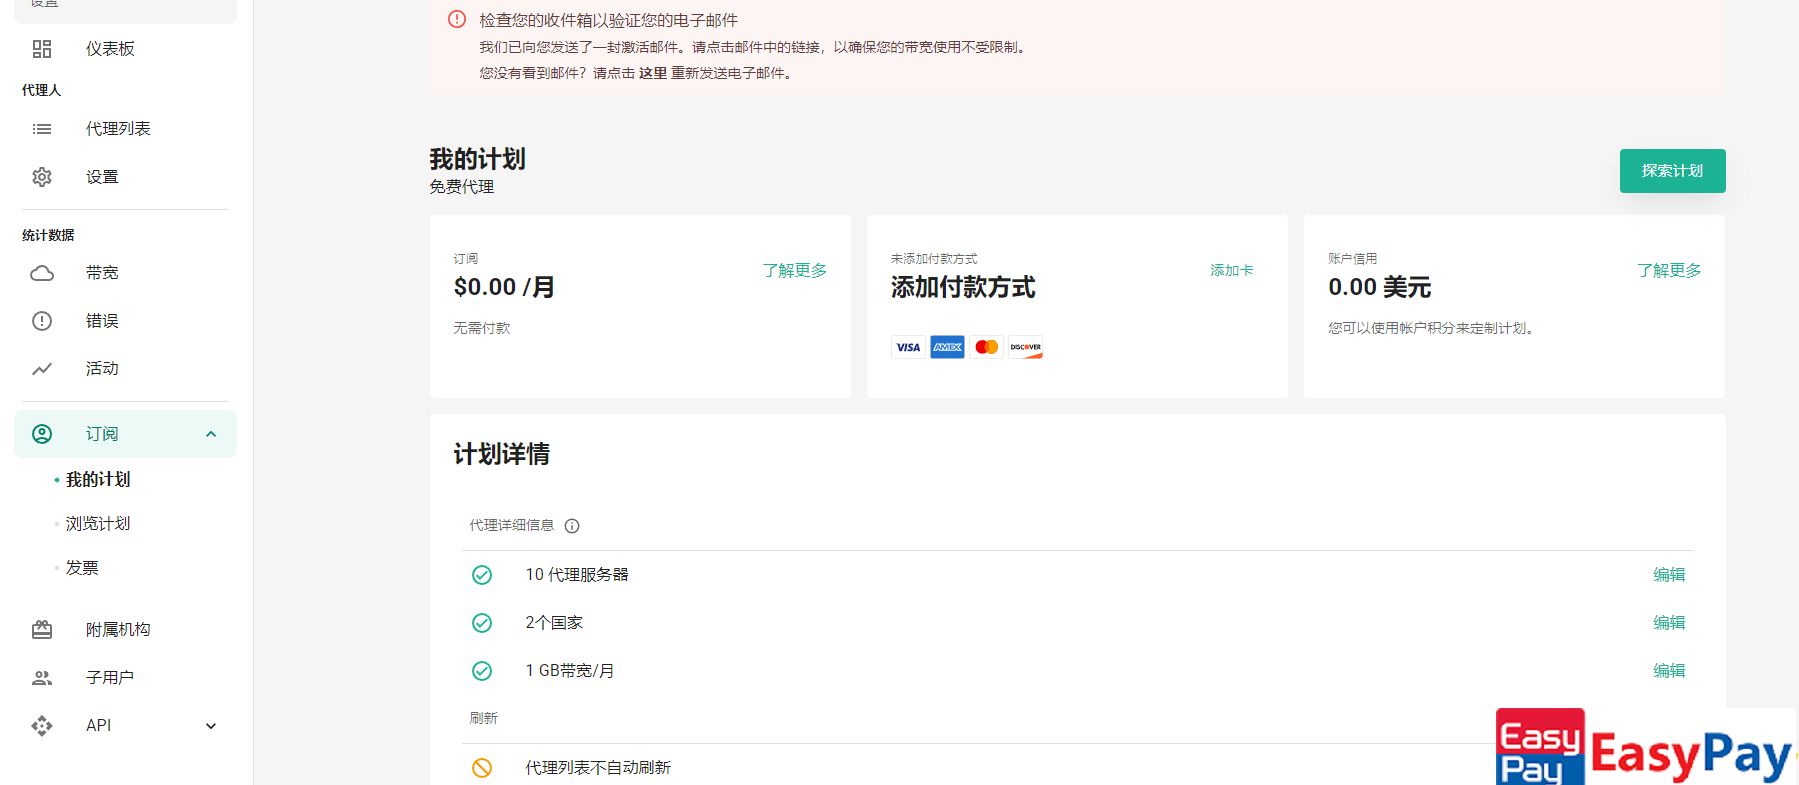 设置
仪表板
代理人
代理列表
设置
统计数据
带宽
错误
活动
订阅
我的计划
浏览计划
发票
附属机构
子用户
API
检查您的收件箱以验证您的电子邮件
我们已向您发送了一封激活邮件。请点击邮件中的链接，以确保您的带宽使用不受限制。
您没有看到邮件？请点击 这里 重新发送电子邮件。
我的计划
免费代理
探索计划
订阅
$0.00 /月
了解更多
无需付款
未添加付款方式
添加付款方式
添加卡
VISA AMEX DISCOVER
账户信用
0.00 美元
了解更多
您可以使用帐户积分来定制计划。
计划详情
代理详细信息
10 代理服务器 编辑
2个国家 编辑
1 GB带宽/月 编辑
刷新
代理列表不自动刷新
Easy
Pay
EasyPay